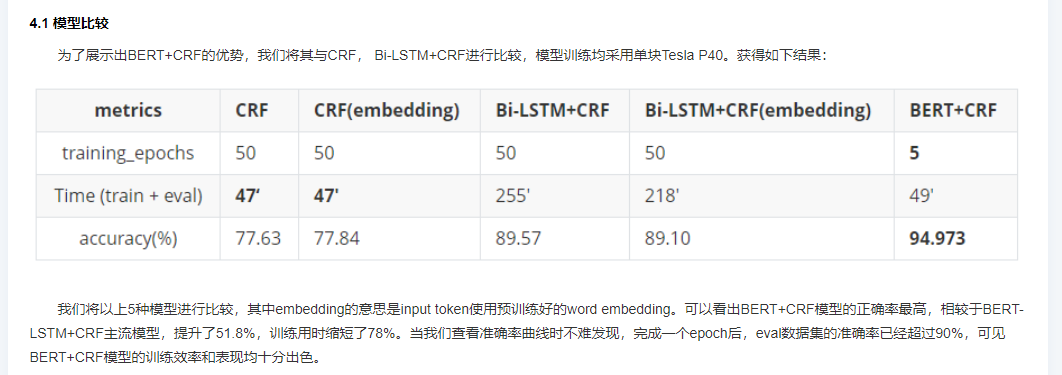 4.1 模型比较
为了展示出BERT+CRF的优势，我们将其与CRF， Bi-LSTM+CRF进行比较，模型训练均采用单块Tesla P40。获得如下结果：
metrics CRF CRF(embedding) Bi-LSTM+CRF Bi-LSTM+CRF(embedding) BERT+CRF
training_epochs 50 50 50 50 5
Time (train + eval) 47‘ 47' 255' 218' 49'
accuracy(%) 77.63 77.84 89.57 89.10 94.973
我们将以上5种模型进行比较，其中embedding的意思是input token使用预训练好的word embedding。可以看出BERT+CRF模型的正确率最高，相较于BERT-
LSTM+CRF主流模型，提升了51.8%，训练用时缩短了78%。当我们查看准确率曲线时不难发现，完成一个epoch后，eval数据集的准确率已经超过90%，可见
BERT+CRF模型的训练效率和表现均十分出色。